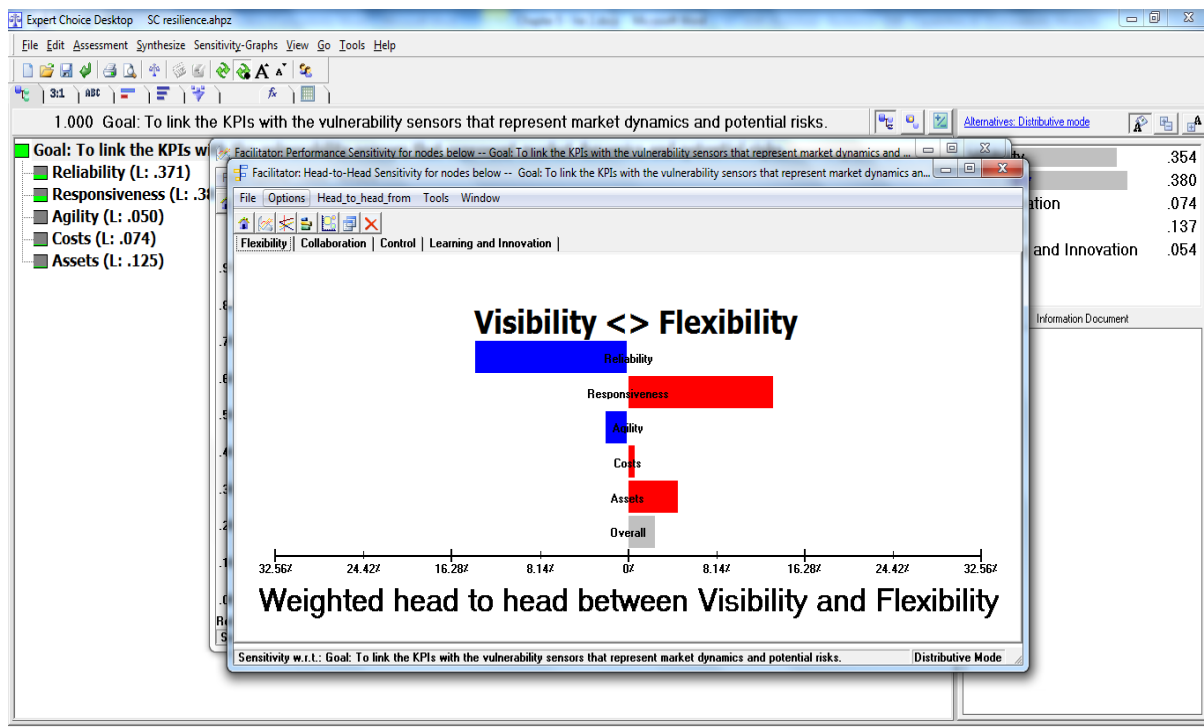 Expert Choice Desktop SC resilience.ahpz
File Edit Assessment Synthesize Sensitivity-Graphs View Go Tools Help
3:1 ABC fx
1.000 Goal: To link the KPIs with the vulnerability sensors that represent market dynamics and potential risks.
Alternatives: Distributive mode
Goal: To link the KPIs wi
Reliability (L: .371)
Responsiveness (L: .38
Agility (L: .050)
Costs (L: .074)
Assets (L: .125)
.354
.380
ation .074
.137
and Innovation .054
Information Document
Facilitator: Performance Sensitivity for nodes below -- Goal: To link the KPIs with the vulnerability sensors that represent market dynamics and ...
Facilitator: Head-to-Head Sensitivity for nodes below -- Goal: To link the KPIs with the vulnerability sensors that represent market dynamics an...
File Options Head_to_head_from Tools Window
Flexibility | Collaboration | Control | Learning and Innovation |
Visibility <> Flexibility
Reliability
Responsiveness
Agility
Costs
Assets
Overall
32.56% 24.42% 16.28% 8.14% 0% 8.14% 16.28% 24.42% 32.56%
Weighted head to head between Visibility and Flexibility
Sensitivity w.r.t.: Goal: To link the KPIs with the vulnerability sensors that represent market dynamics and potential risks. Distributive Mode